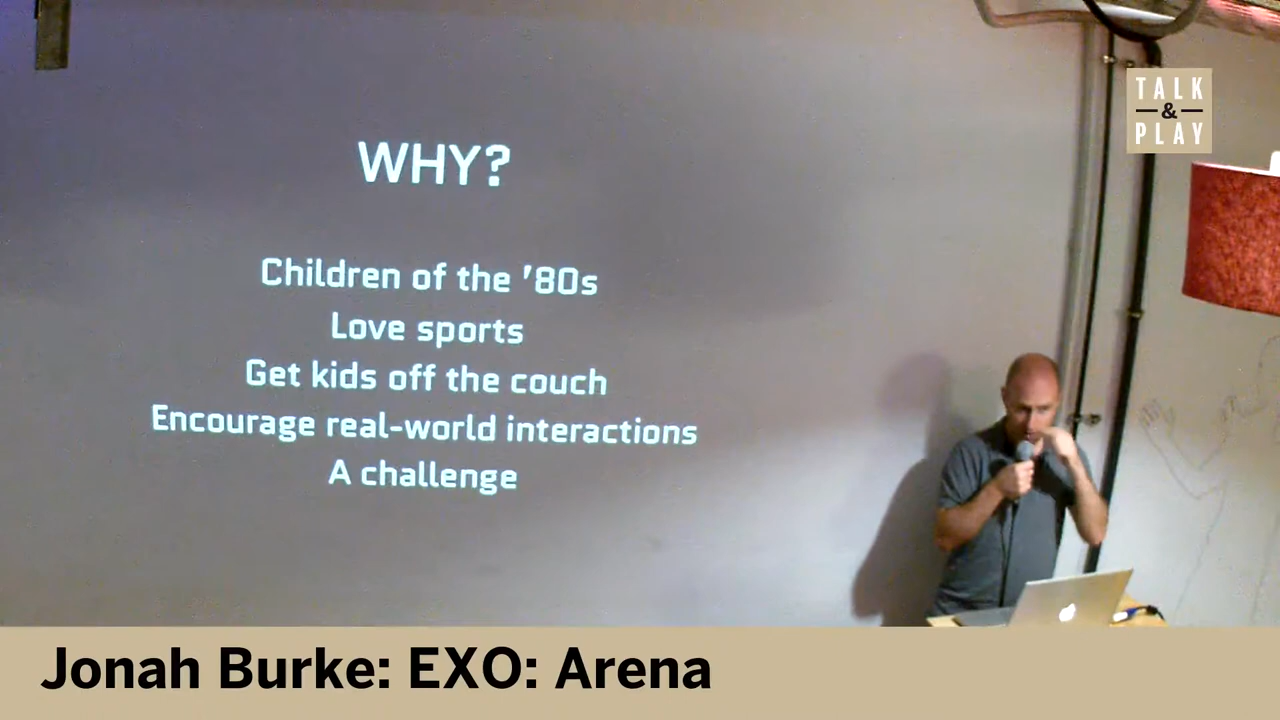 TALK
&
PLAY
WHY?
Children of the '80s
Love sports
Get kids off the couch
Encourage real-world interactions
A challenge
Jonah Burke: EXO: Arena